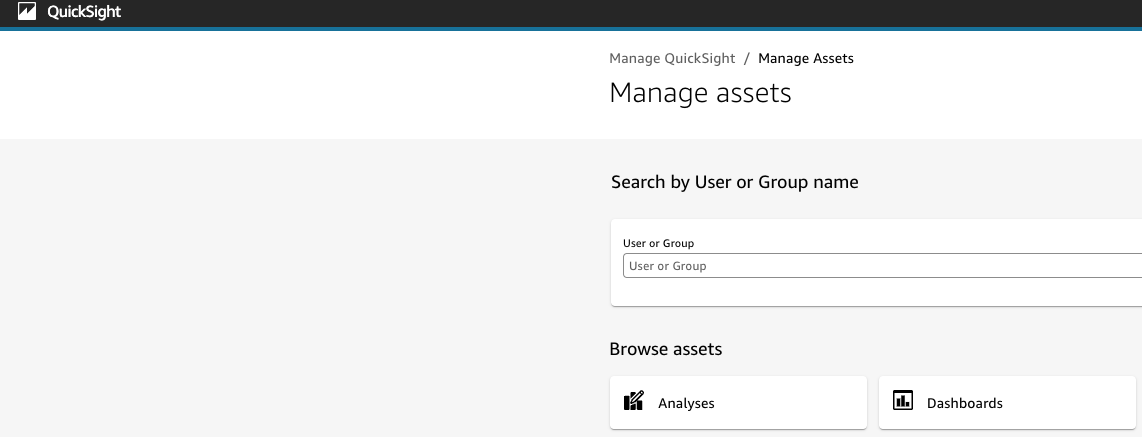 QuickSight
Manage QuickSight / Manage Assets
Manage assets
Search by User or Group name
User or Group
User or Group
Browse assets
Analyses
Dashboards